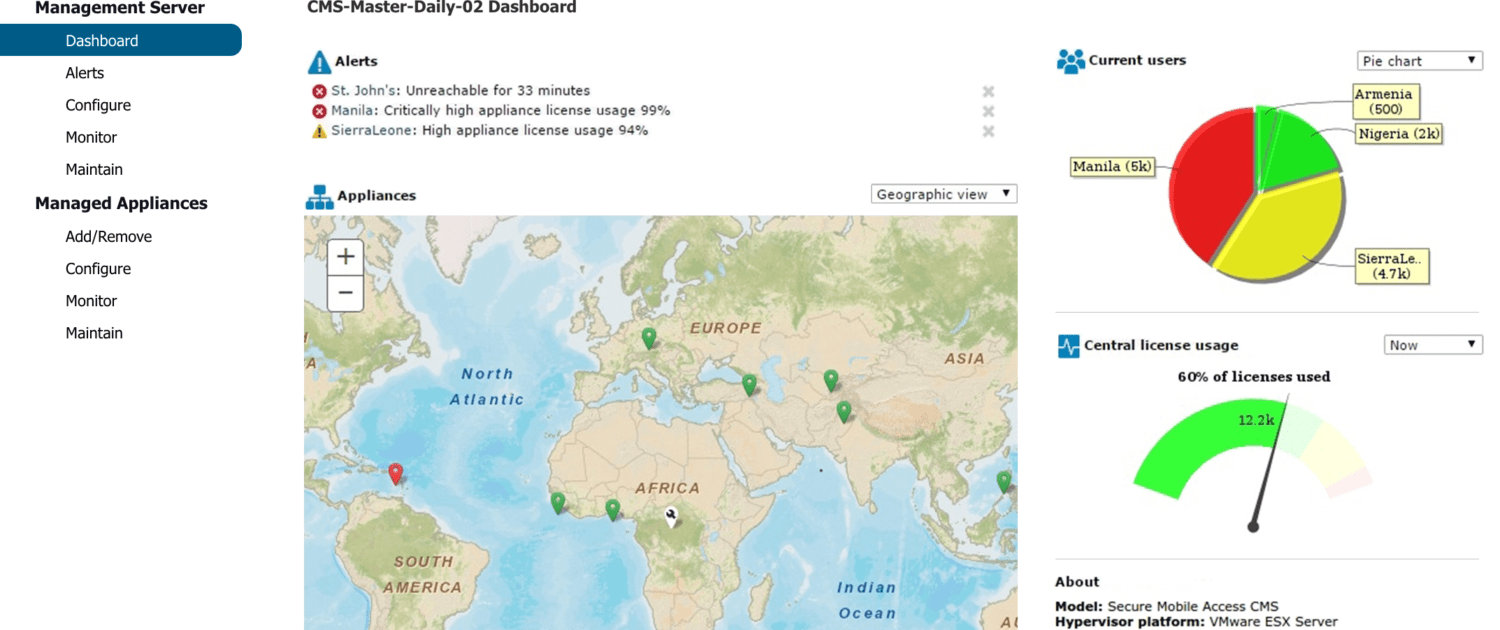 Management Server
Dashboard
Alerts
Configure
Monitor
Maintain
Managed Appliances
Add/Remove
Configure
Monitor
Maintain
CMS-Master-Daily-02 Dashboard
Alerts
St. John's: Unreachable for 33 minutes
Manila: Critically high appliance license usage 99%
SierraLeone: High appliance license usage 94%
Appliances
Geographic view
+
−
EUROPE
ASIA
North
Atlantic
AFRICA
SOUTH
AMERICA
Indian
Ocean
Current users
Pie chart
Armenia
(500)
Nigeria (2k)
Manila (5k)
SierraLe..
(4.7k)
Central license usage
Now
60% of licenses used
12.2k
About
Model: Secure Mobile Access CMS
Hypervisor platform: VMware ESX Server